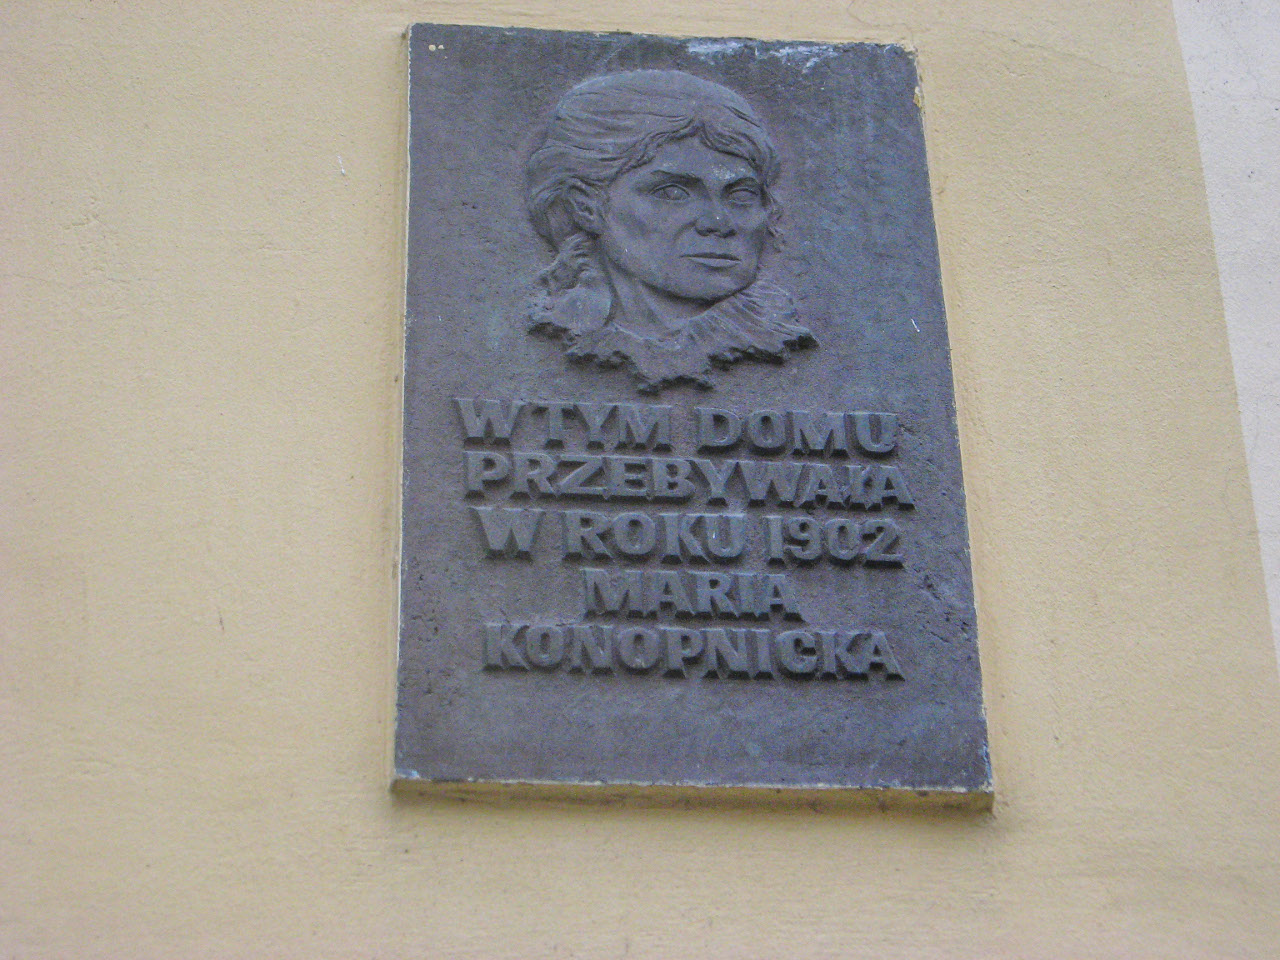 W TYM DOMU
PRZEBYWAŁA
W ROKU 1902
MARIA
KONOPNICKA